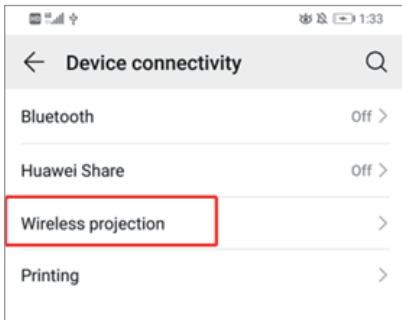 1:33
Device connectivity
Bluetooth Off
Huawei Share Off
Wireless projection
Printing